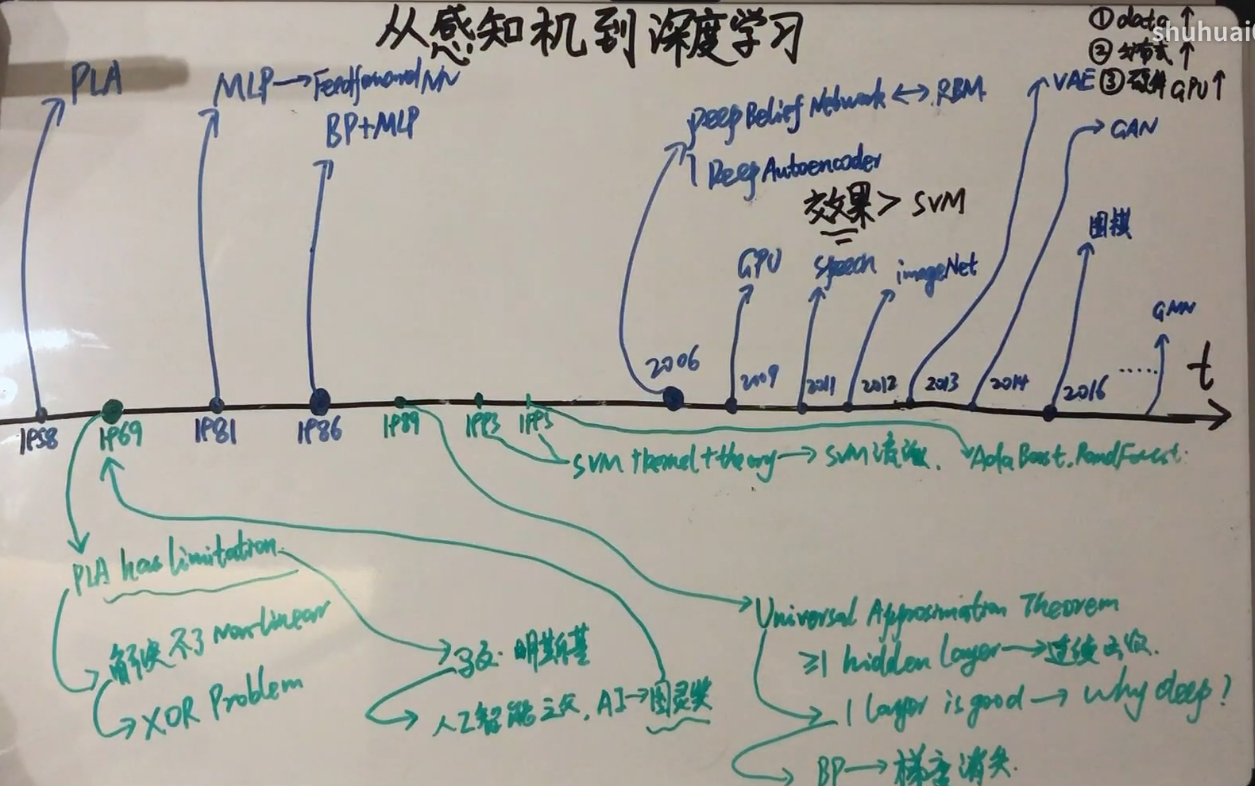 从感知机到深度学习
① data ↑
shuhuai
② 分布式 ↑
③ 硬件 GPU ↑
PLA
MLP → Feedforward NN
BP+MLP
Deep Belief Network ↔ RBM
Deep Autoencoder
效果 > SVM
VAE
GAN
围棋
GPU
speech
imageNet
GNN
t
1958
1969
1981
1986
1989
1993
1995
2006
2009
2011
2012
2013
2014
2016
......
SVM + kernel + theory → SVM流派.
AdaBoost. RandForest.
PLA has limitation.
解决不了 non-linear
XOR Problem
马文·明斯基
人工智能之父. AI → 图灵奖
Universal Approximation Theorem
≥1 hidden layer → 连续函数.
1 layer is good → why deep?
BP → 梯度消失.